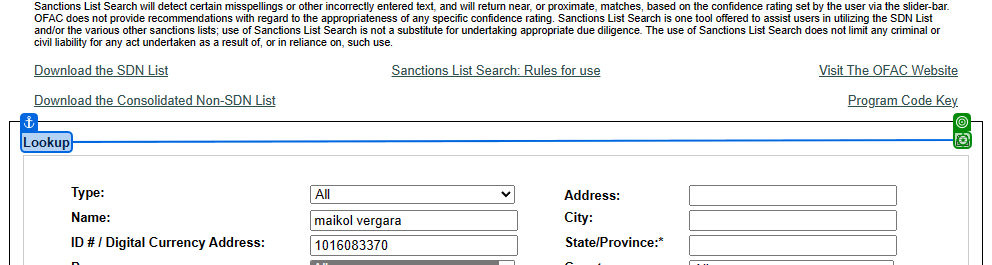 Sanctions List Search will detect certain misspellings or other incorrectly entered text, and will return near, or proximate, matches, based on the confidence rating set by the user via the slider-bar.
OFAC does not provide recommendations with regard to the appropriateness of any specific confidence rating. Sanctions List Search is one tool offered to assist users in utilizing the SDN List
and/or the various other sanctions lists; use of Sanctions List Search is not a substitute for undertaking appropriate due diligence. The use of Sanctions List Search does not limit any criminal or
civil liability for any act undertaken as a result of, or in reliance on, such use.
Download the SDN List Sanctions List Search: Rules for use Visit The OFAC Website
Download the Consolidated Non-SDN List Program Code Key
Lookup
Type: All Address:
Name: maikol vergara City:
ID # / Digital Currency Address: 1016083370 State/Province:*